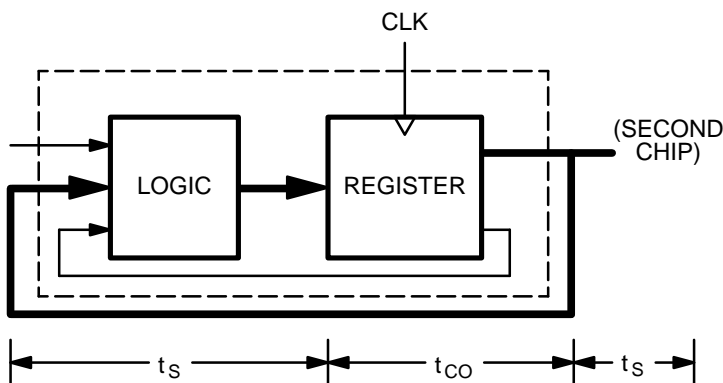 CLK
(SECOND
CHIP)
LOGIC
REGISTER
tS
tCO
tS